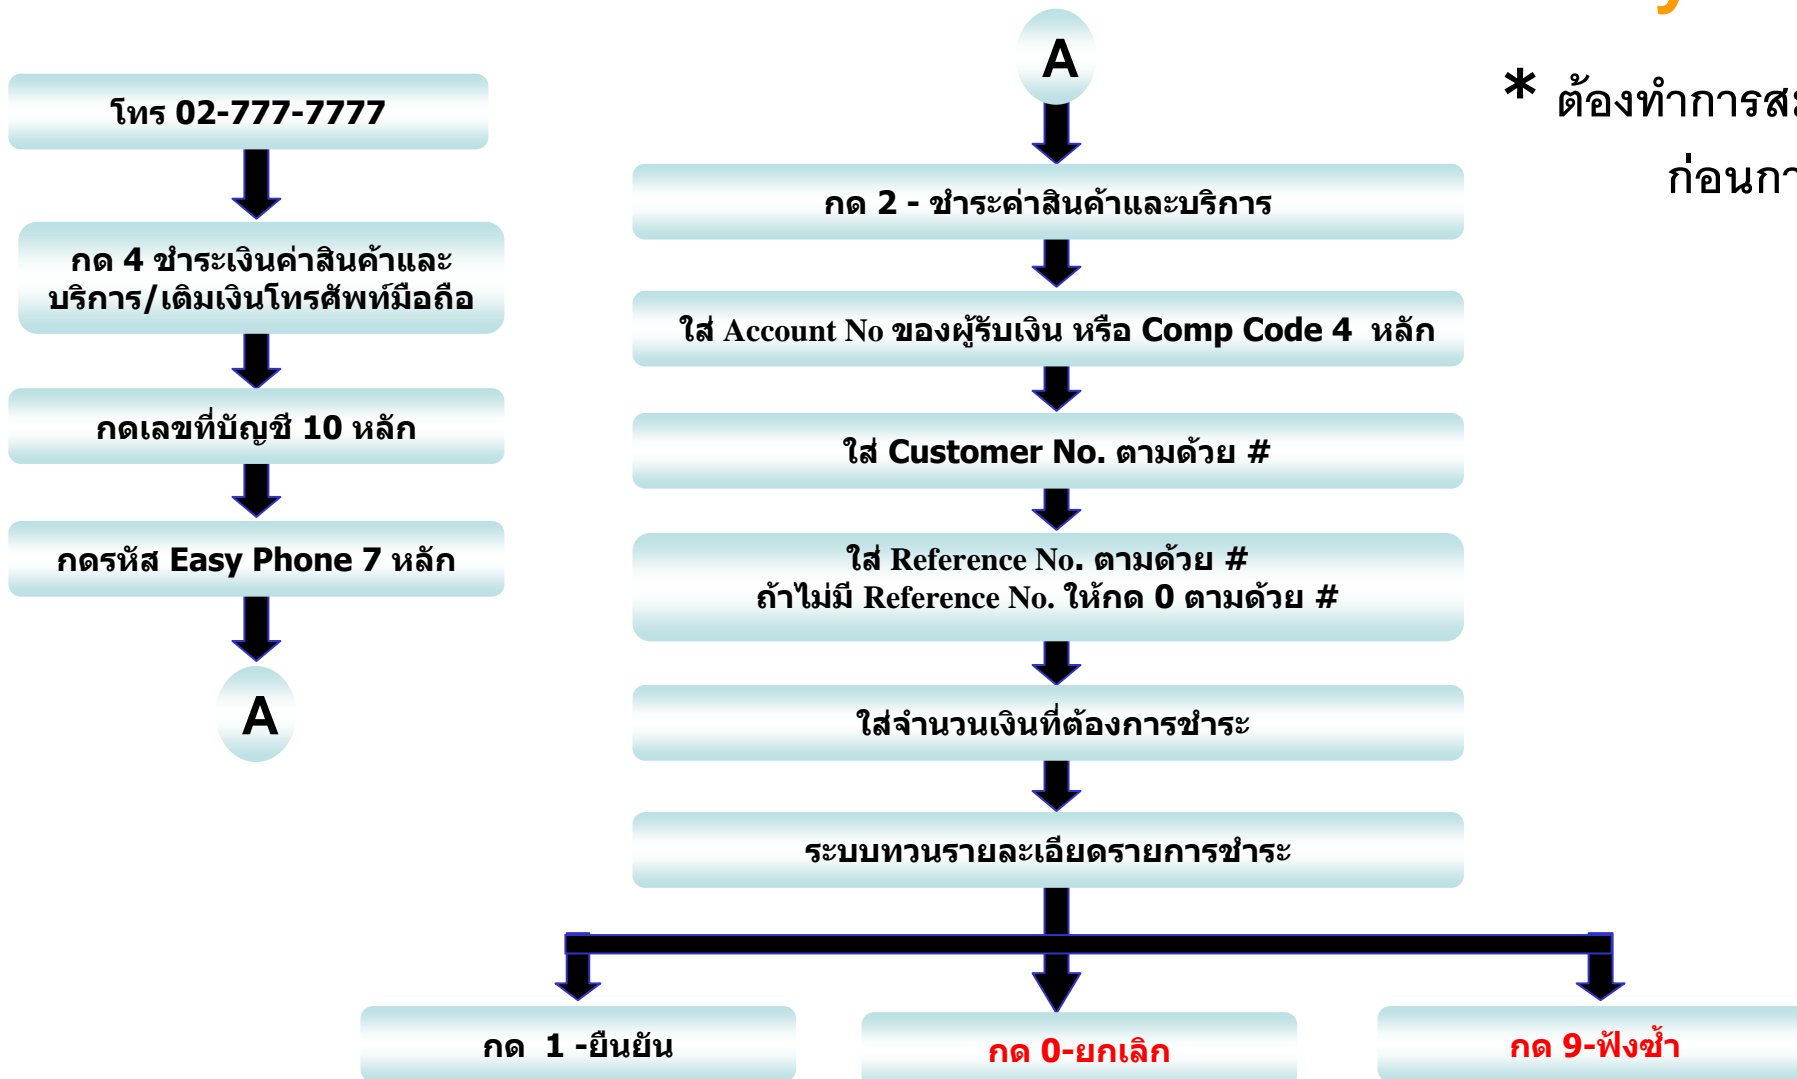 โทร 02-777-7777
กด 4 ชำระเงินค่าสินค้าและ
บริการ/เติมเงินโทรศัพท์มือถือ
กดเลขที่บัญชี 10 หลัก
กดรหัส Easy Phone 7 หลัก
A
A
กด 2 - ชำระค่าสินค้าและบริการ
ใส่ Account No ของผู้รับเงิน หรือ Comp Code 4 หลัก
ใส่ Customer No. ตามด้วย #
ใส่ Reference No. ตามด้วย #
ถ้าไม่มี Reference No. ให้กด 0 ตามด้วย #
ใส่จำนวนเงินที่ต้องการชำระ
ระบบทวนรายละเอียดรายการชำระ
กด 1 -ยืนยัน
กด 0-ยกเลิก
กด 9-ฟังซ้ำ
* ต้องทำการ
ก่อน